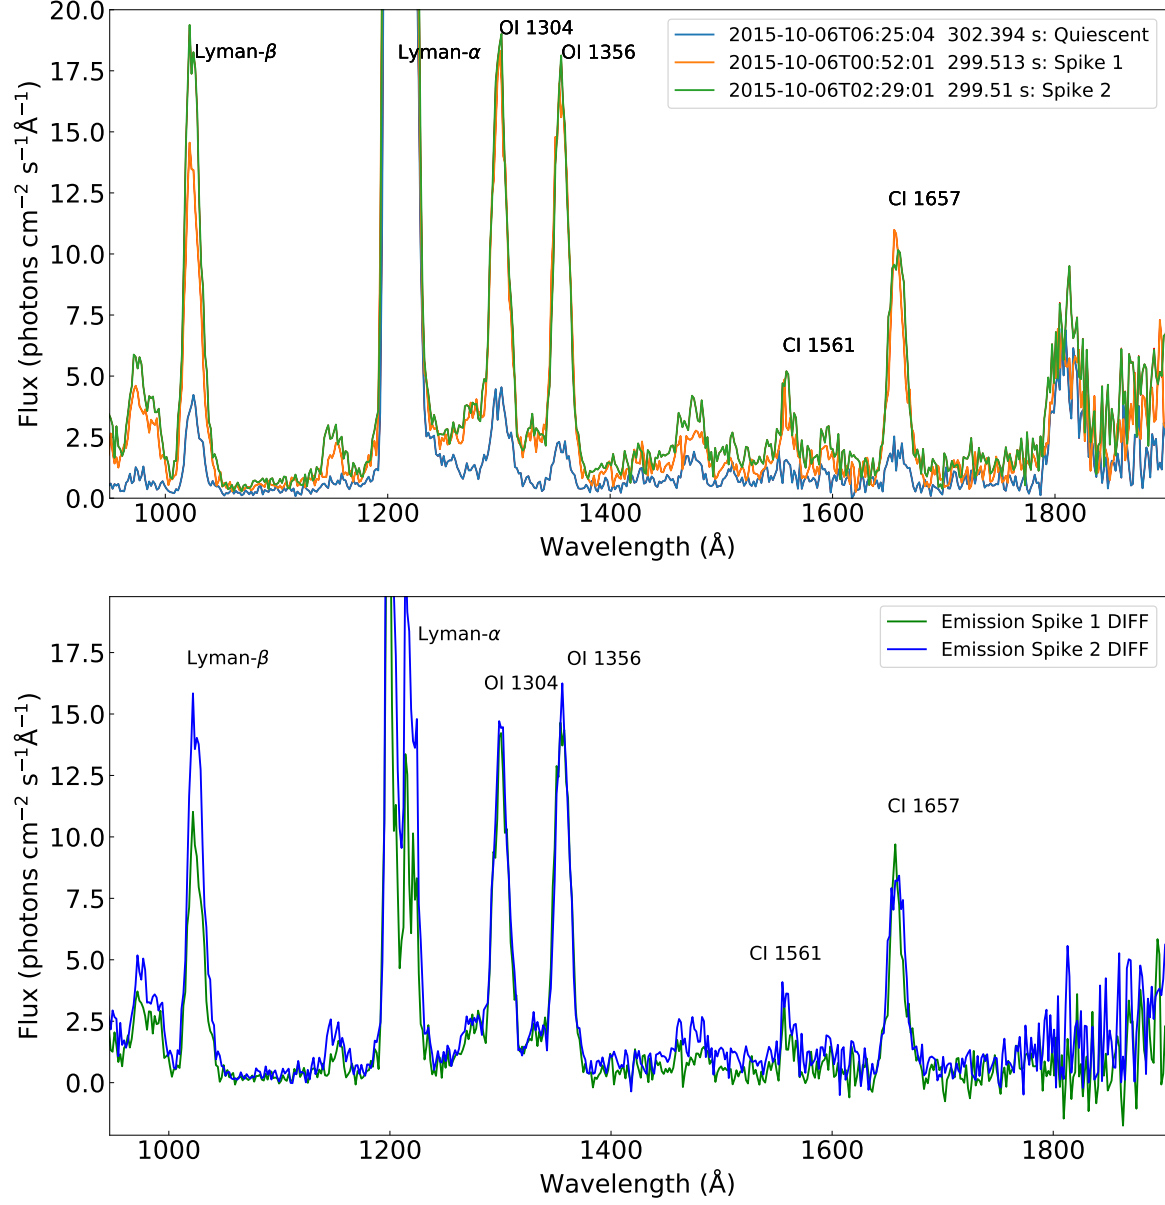 20.0
17.5
15.0
12.5
10.0
7.5
5.0
2.5
0.0
Flux (photons cm−2 s−1Å−1)
Lyman-β
Lyman-α
OI 1304
OI 1356
CI 1561
CI 1657
2015-10-06T06:25:04 302.394 s: Quiescent
2015-10-06T00:52:01 299.513 s: Spike 1
2015-10-06T02:29:01 299.51 s: Spike 2
1000 1200 1400 1600 1800
Wavelength (Å)
17.5
15.0
12.5
10.0
7.5
5.0
2.5
0.0
Flux (photons cm−2 s−1Å−1)
Lyman-β
Lyman-α
OI 1304
OI 1356
CI 1561
CI 1657
Emission Spike 1 DIFF
Emission Spike 2 DIFF
1000 1200 1400 1600 1800
Wavelength (Å)